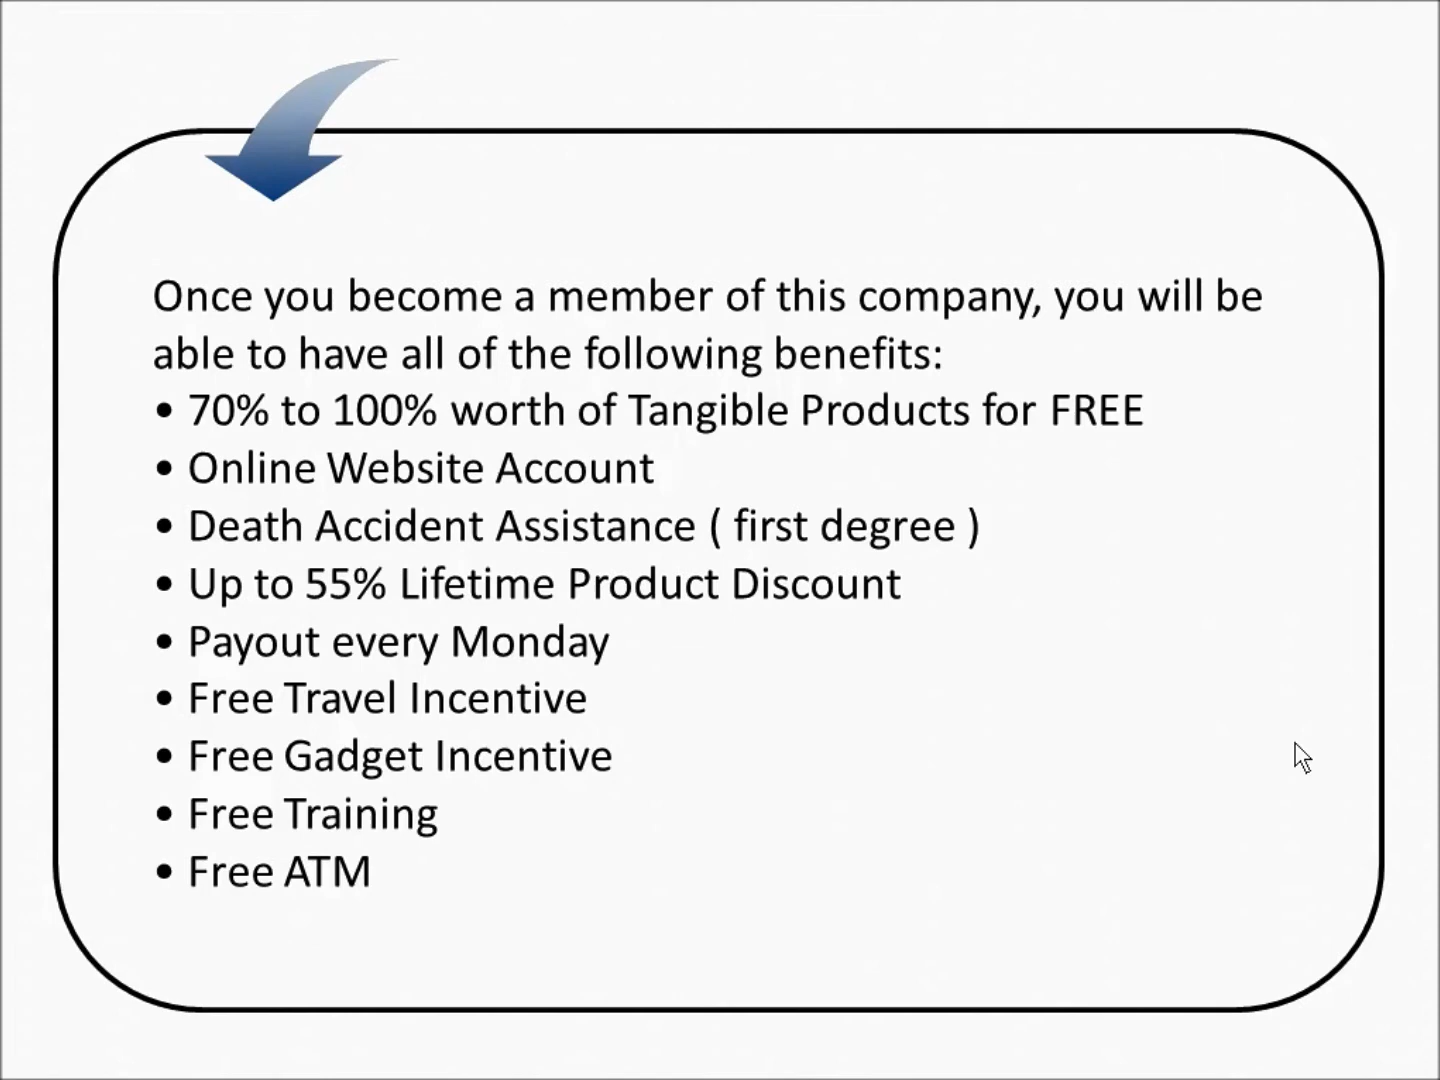 Once you become a member of this company, you will be
able to have all of the following benefits:
• 70% to 100% worth of Tangible Products for FREE
• Online Website Account
• Death Accident Assistance ( first degree )
• Up to 55% Lifetime Product Discount
• Payout every Monday
• Free Travel Incentive
• Free Gadget Incentive
• Free Training
• Free ATM